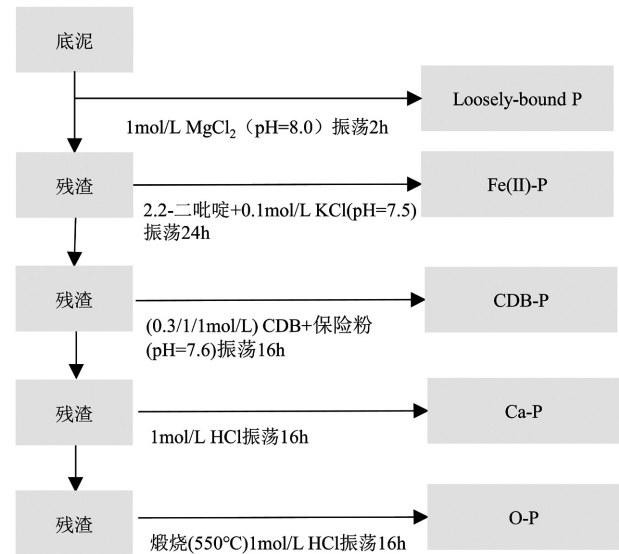 底泥
Loosely-bound P
1mol/L MgCl₂（pH=8.0）振荡2h
残渣
Fe(II)-P
2.2-二吡啶+0.1mol/L KCl(pH=7.5)
振荡24h
残渣
CDB-P
(0.3/1/1mol/L) CDB+保险粉
(pH=7.6)振荡16h
残渣
Ca-P
1mol/L HCl振荡16h
残渣
O-P
煅烧(550℃)1mol/L HCl振荡16h